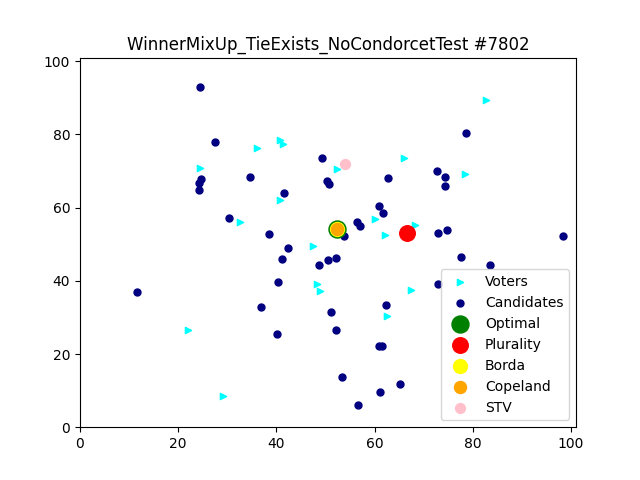 WinnerMixUp_TieExists_NoCondorcetTest #7802
100
80
60
40
20
0
0
20
40
60
80
100
Voters
Candidates
Optimal
Plurality
Borda
Copeland
STV